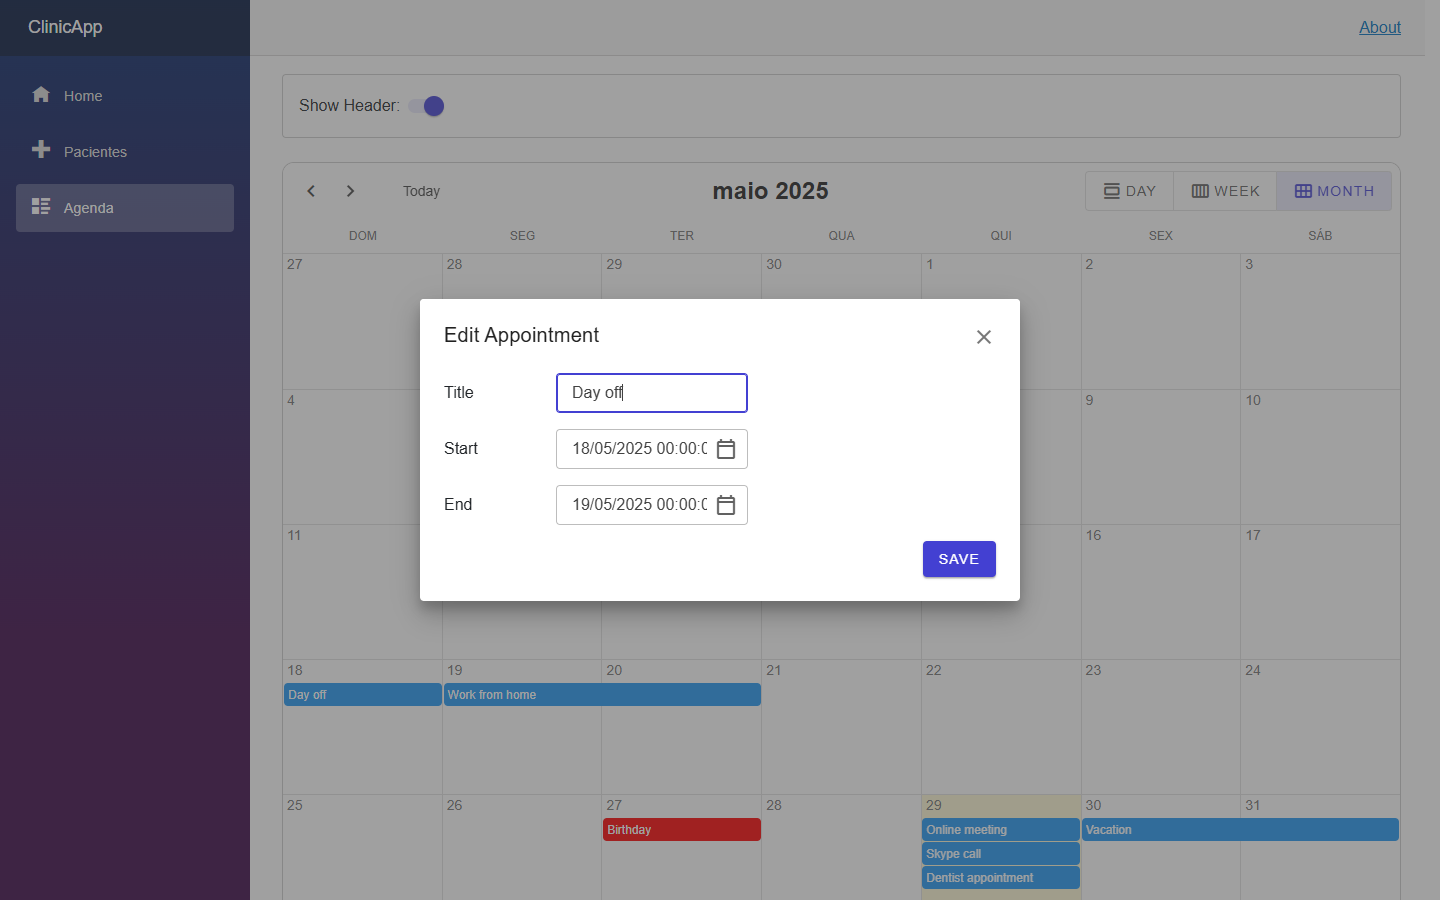 ClinicApp
About
Home
Pacientes
Agenda
Show Header:
Today
maio 2025
DAY
WEEK
MONTH
DOM SEG TER QUA QUI SEX SÁB
27 28 29 30 1 2 3
Edit Appointment
Title
Day off
Start
18/05/2025 00:00:0
End
19/05/2025 00:00:0
SAVE
4 9 10
11 16 17
18 19 20 21 22 23 24
Day off
Work from home
25 26 27 28 29 30 31
Birthday
Online meeting
Vacation
Skype call
Dentist appointment